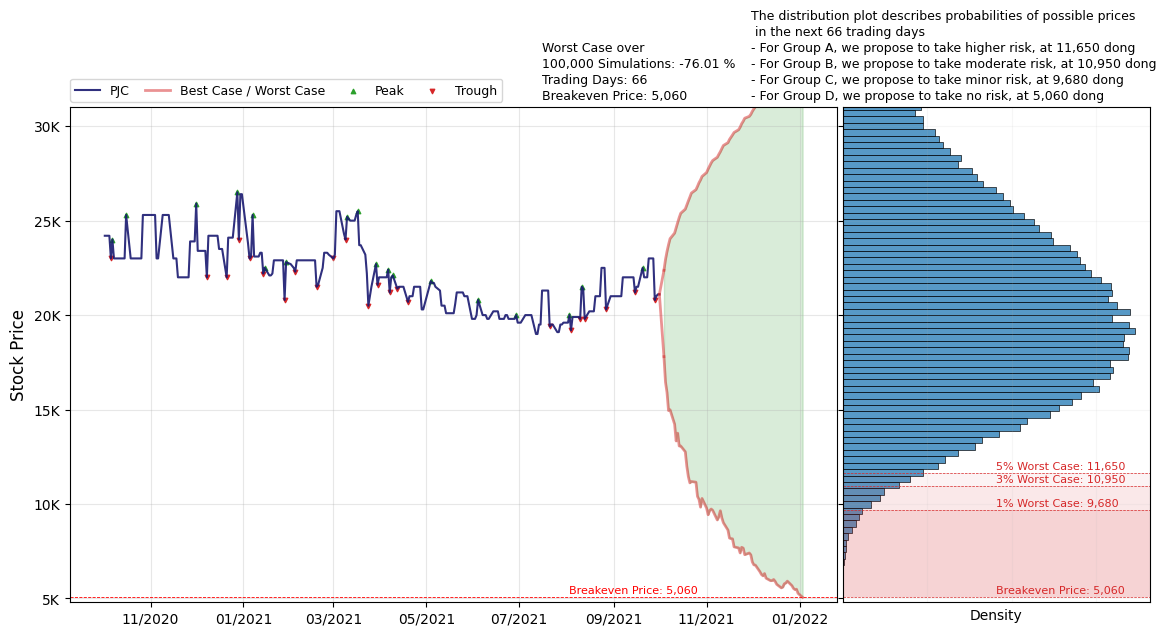 The distribution plot describes probabilities of possible prices
in the next 66 trading days
- For Group A, we propose to take higher risk, at 11,650 dong
- For Group B, we propose to take moderate risk, at 10,950 dong
- For Group C, we propose to take minor risk, at 9,680 dong
- For Group D, we propose to take no risk, at 5,060 dong
Worst Case over
100,000 Simulations: -76.01 %
Trading Days: 66
Breakeven Price: 5,060
PJC
Best Case / Worst Case
Peak
Trough
Stock Price
30K
25K
20K
15K
10K
5K
5% Worst Case: 11,650
3% Worst Case: 10,950
1% Worst Case: 9,680
Breakeven Price: 5,060
Breakeven Price: 5,060
11/2020
01/2021
03/2021
05/2021
07/2021
09/2021
11/2021
01/2022
Density